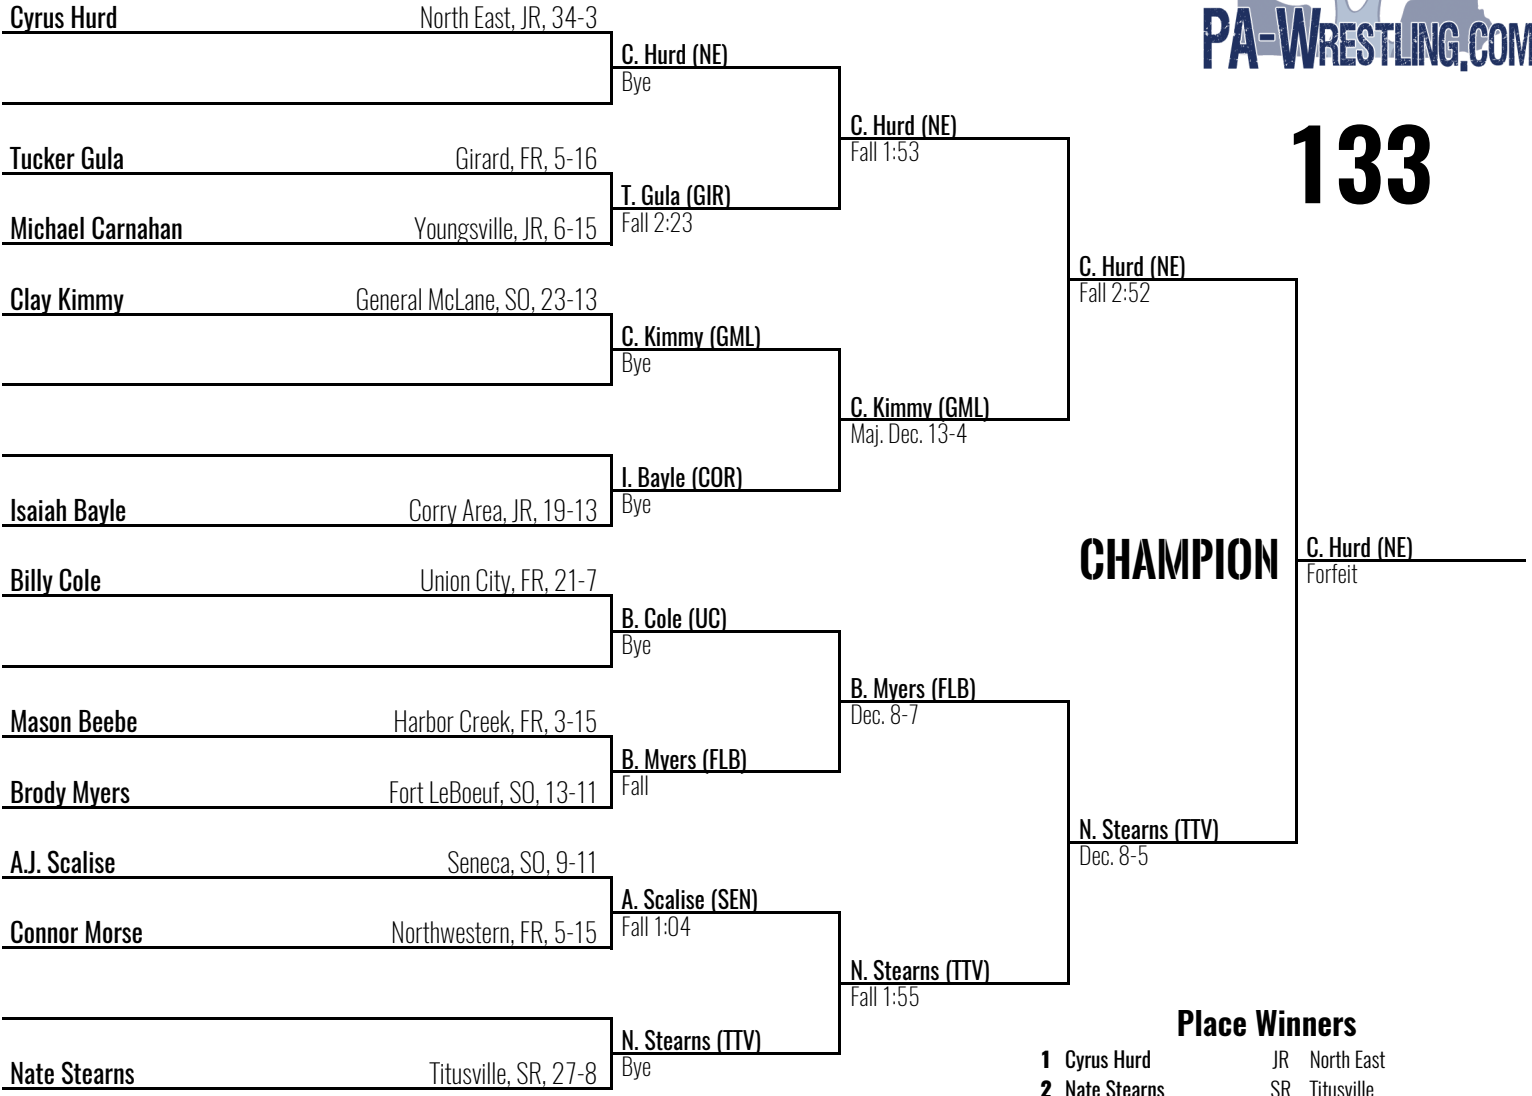 Cyrus Hurd North East, JR, 34-3
PA-WRESTLING.COM
C. Hurd (NE)
Bye
C. Hurd (NE)
Fall 1:53
133
Tucker Gula Girard, FR, 5-16
T. Gula (GIR)
Fall 2:23
Michael Carnahan Youngsville, JR, 6-15
C. Hurd (NE)
Fall 2:52
Clay Kimmy General McLane, SO, 23-13
C. Kimmy (GML)
Bye
C. Kimmy (GML)
Maj. Dec. 13-4
I. Bayle (COR)
Bye
Isaiah Bayle Corry Area, JR, 19-13
CHAMPION
C. Hurd (NE)
Forfeit
Billy Cole Union City, FR, 21-7
B. Cole (UC)
Bye
B. Myers (FLB)
Dec. 8-7
Mason Beebe Harbor Creek, FR, 3-15
B. Myers (FLB)
Fall
Brody Myers Fort LeBoeuf, SO, 13-11
N. Stearns (TTV)
Dec. 8-5
A.J. Scalise Seneca, SO, 9-11
A. Scalise (SEN)
Fall 1:04
Connor Morse Northwestern, FR, 5-15
N. Stearns (TTV)
Fall 1:55
Place Winners
N. Stearns (TTV)
Bye
1 Cyrus Hurd JR North East
Nate Stearns Titusville, SR, 27-8
2 Nate Stearns SR Titusville